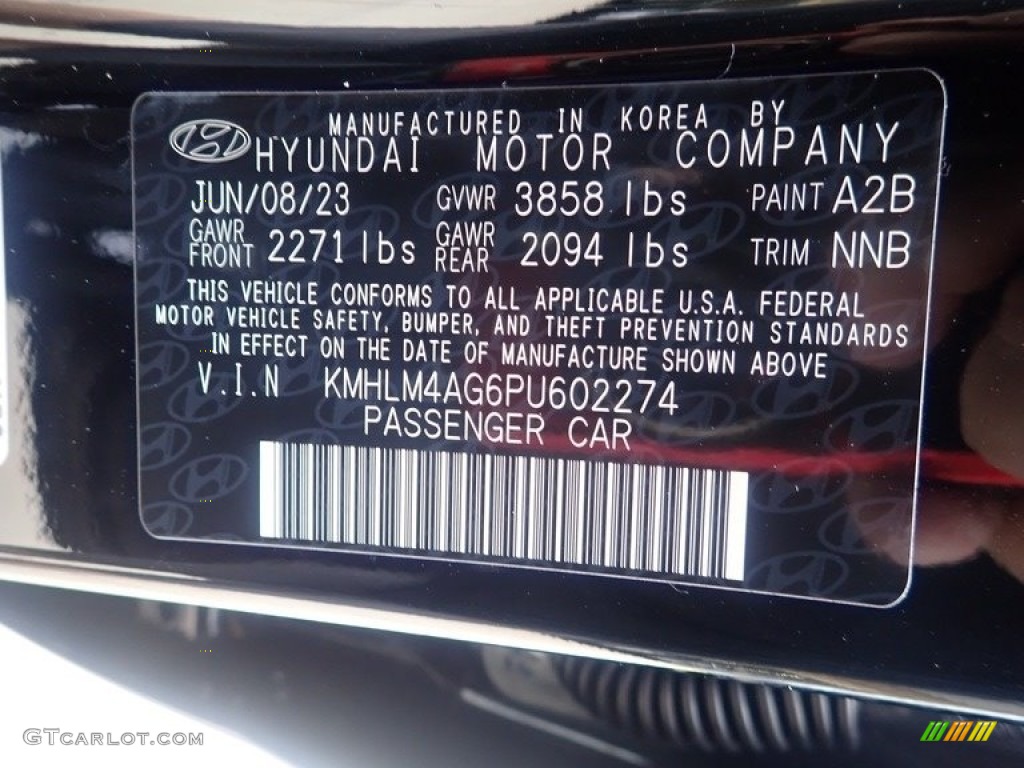 MANUFACTURED IN KOREA BY
HYUNDAI MOTOR COMPANY
JUN/08/23 GVWR 3858 lbs PAINT A2B
GAWR FRONT 2271 lbs GAWR REAR 2094 lbs TRIM NNB
THIS VEHICLE CONFORMS TO ALL APPLICABLE U.S.A. FEDERAL
MOTOR VEHICLE SAFETY, BUMPER, AND THEFT PREVENTION STANDARDS
IN EFFECT ON THE DATE OF MANUFACTURE SHOWN ABOVE
V.I.N KMHLM4AG6PU602274
PASSENGER CAR
GTCARLOT.COM